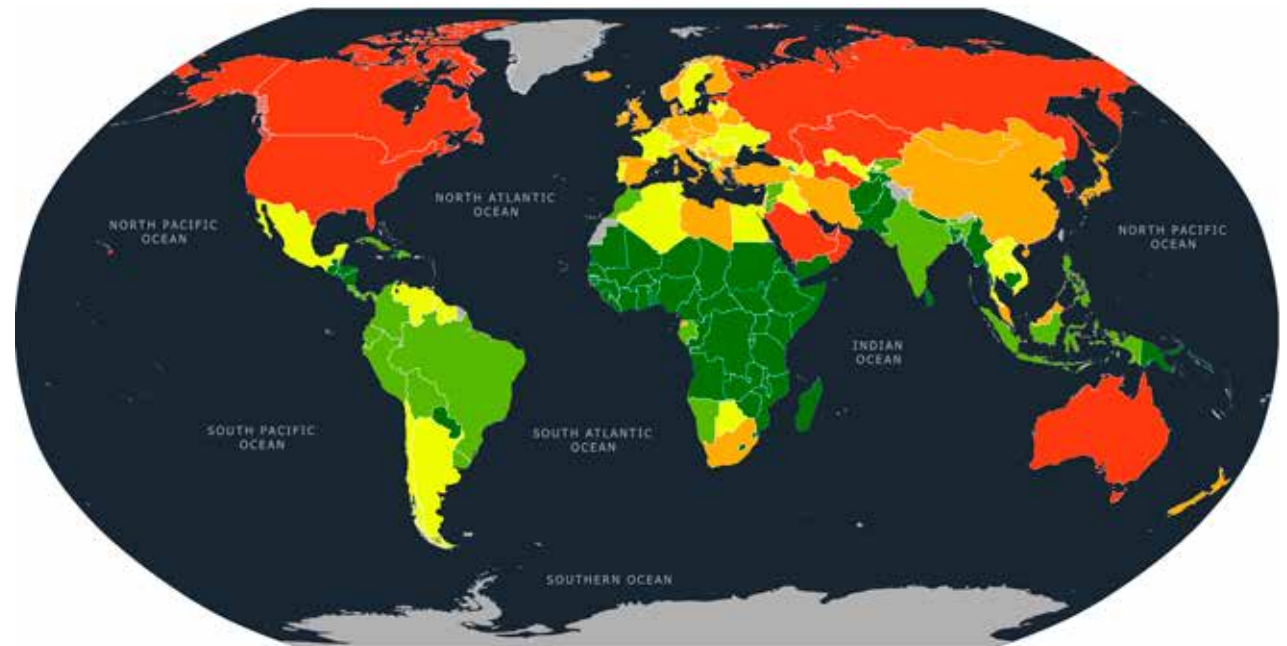 NORTH ATLANTIC
OCEAN
NORTH PACIFIC
OCEAN
NORTH PACIFIC
OCEAN
INDIAN
OCEAN
SOUTH PACIFIC
OCEAN
SOUTH ATLANTIC
OCEAN
SOUTHERN OCEAN